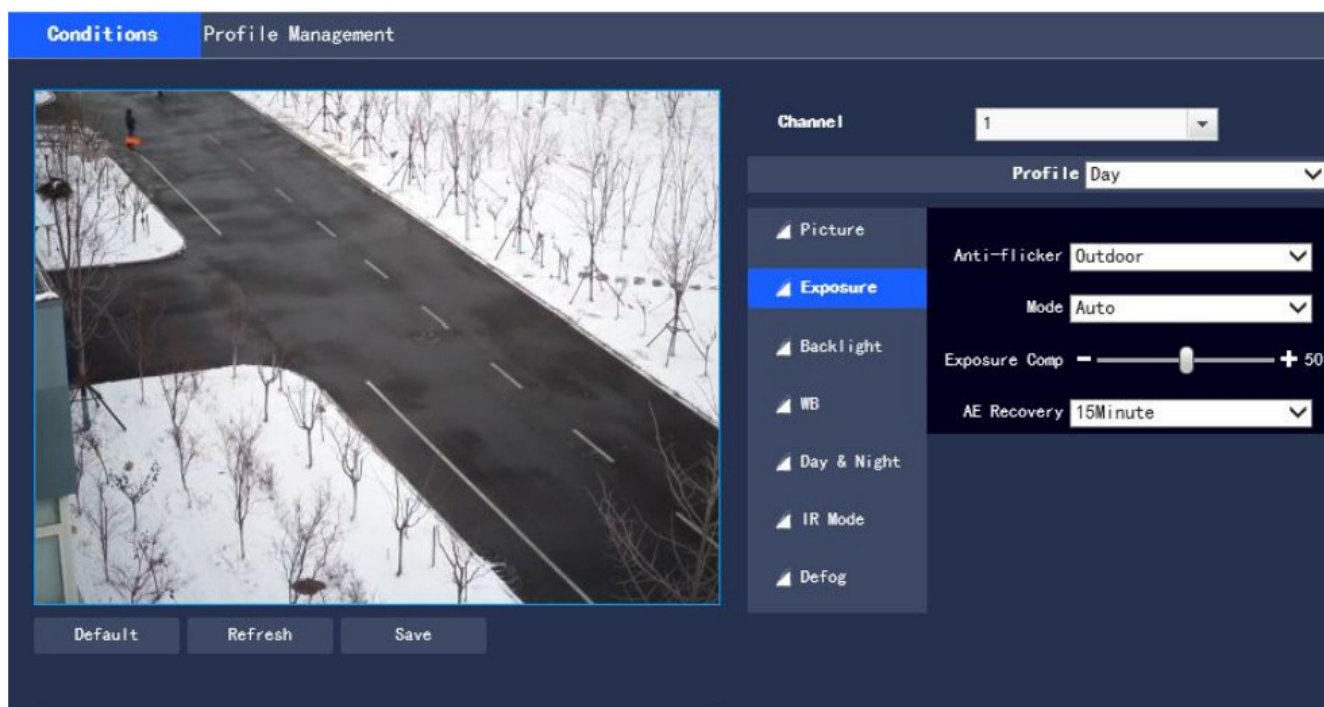 Conditions Profile Management
Channel 1
Profile Day
Picture
Exposure
Backlight
WB
Day & Night
IR Mode
Defog
Anti-flicker Outdoor
Mode Auto
Exposure Comp 50
AE Recovery 15Minute
Default Refresh Save